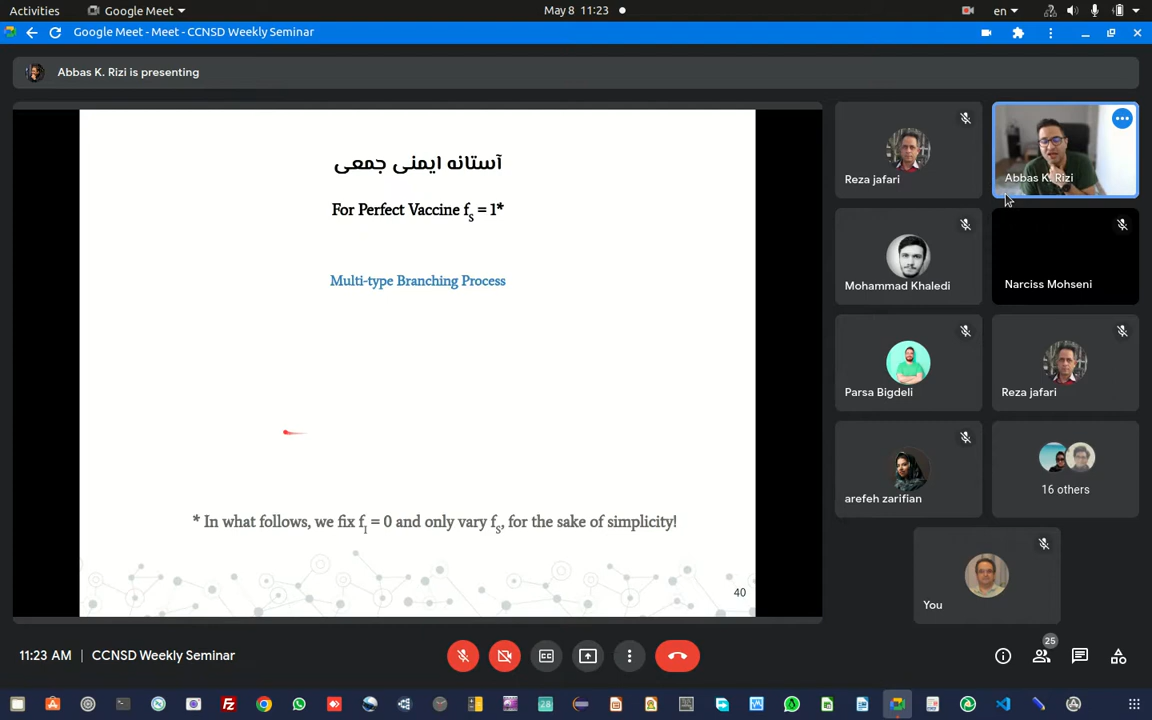 Activities
Google Meet
May 8 11:23
en
Google Meet - Meet - CCNSD Weekly Seminar
Abbas K. Rizi is presenting
آستانه ایمنی جمعی
For Perfect Vaccine fS = 1*
Multi-type Branching Process
* In what follows, we fix fI = 0 and only vary fS, for the sake of simplicity!
40
Reza jafari
Abbas K. Rizi
Mohammad Khaledi
Narciss Mohseni
Parsa Bigdeli
Reza jafari
arefeh zarifian
16 others
You
11:23 AM
CCNSD Weekly Seminar
25